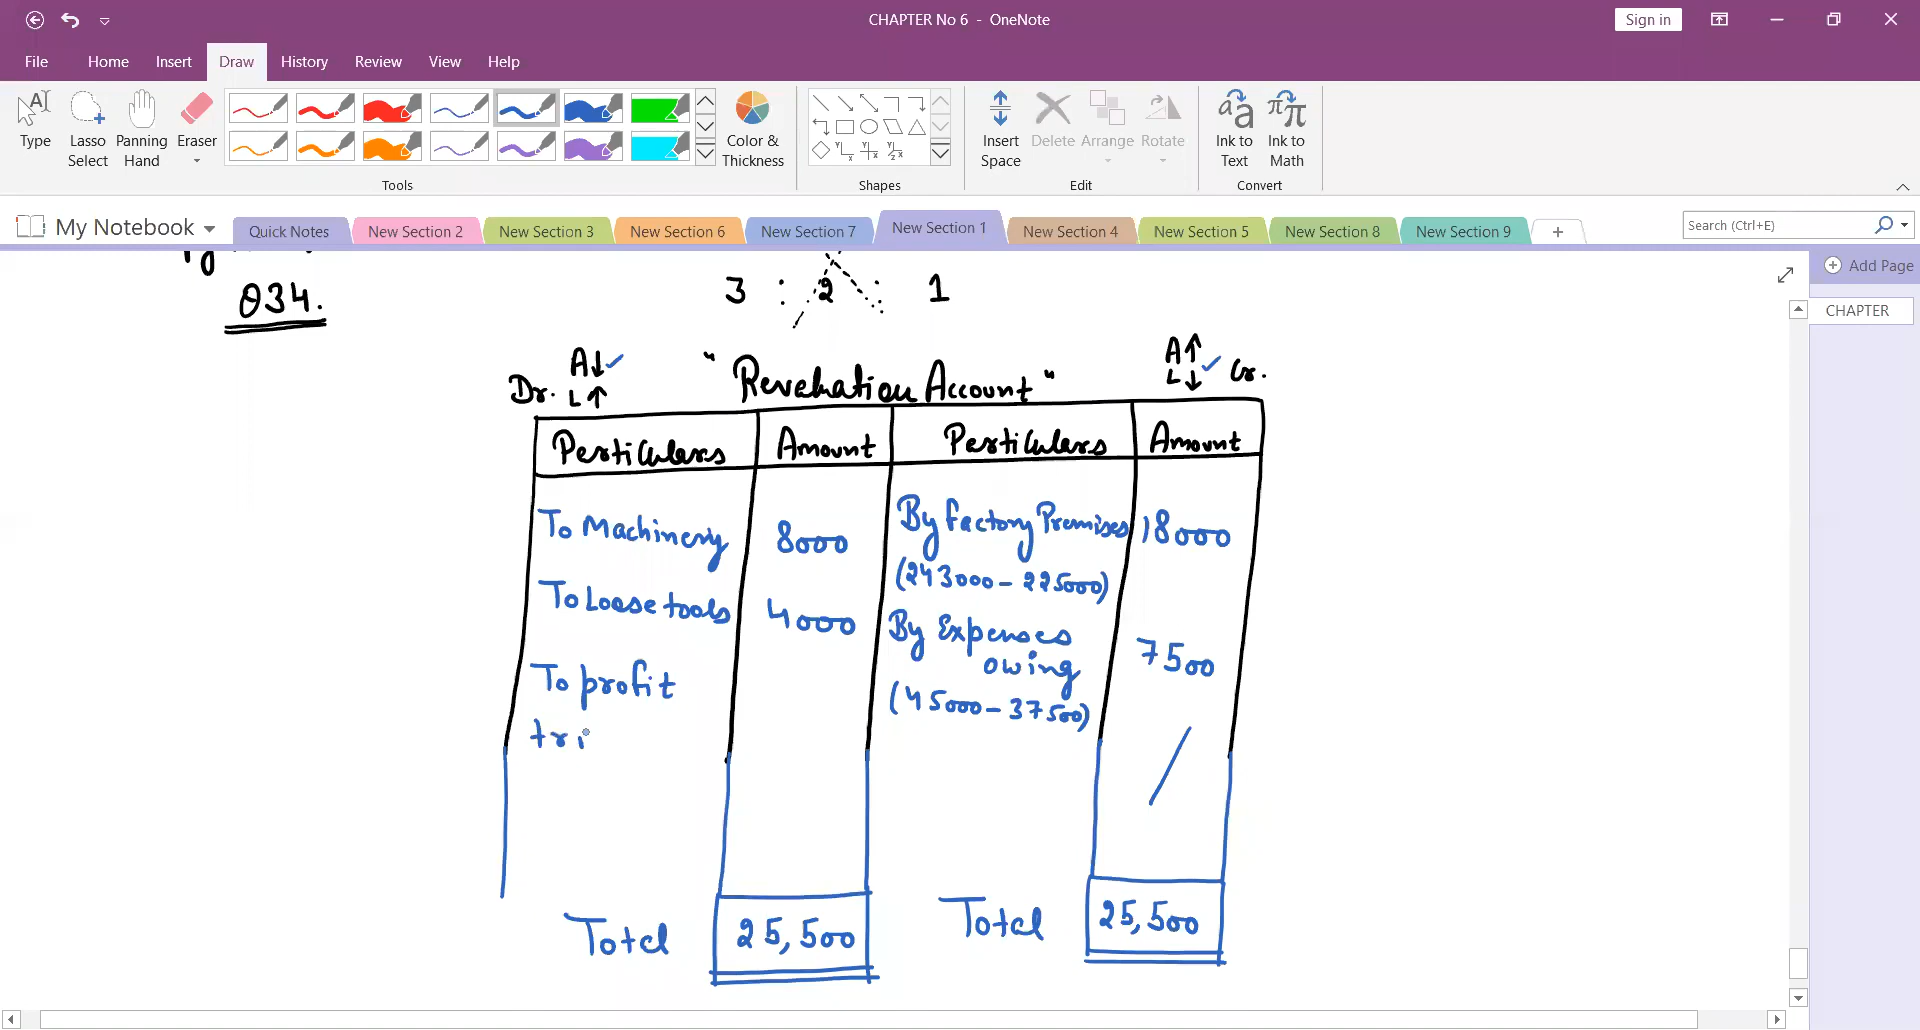 CHAPTER No 6 - OneNote
Sign in
File Home Insert Draw History Review View Help
Type
Lasso Select
Panning Hand
Eraser
Color & Thickness
Insert Space
Delete
Arrange
Rotate
Ink to Text
Ink to Math
Tools
Shapes
Edit
Convert
My Notebook
Quick Notes
New Section 2
New Section 3
New Section 6
New Section 7
New Section 1
New Section 4
New Section 5
New Section 8
New Section 9
Search (Ctrl+E)
Add Page
CHAPTER
034.
3 : 2 : 1
Dr. A↓ L↑ "Revaluation Account" A↑ L↓ Cr.
Perticulars Amount Perticulars Amount
To Machinery 8000 By Factory Premises 18000
(243000 - 225000)
To Loose tools 4000 By Expenses owing 7500
(45000 - 37500)
To profit
tri
Total 25,500 Total 25,500